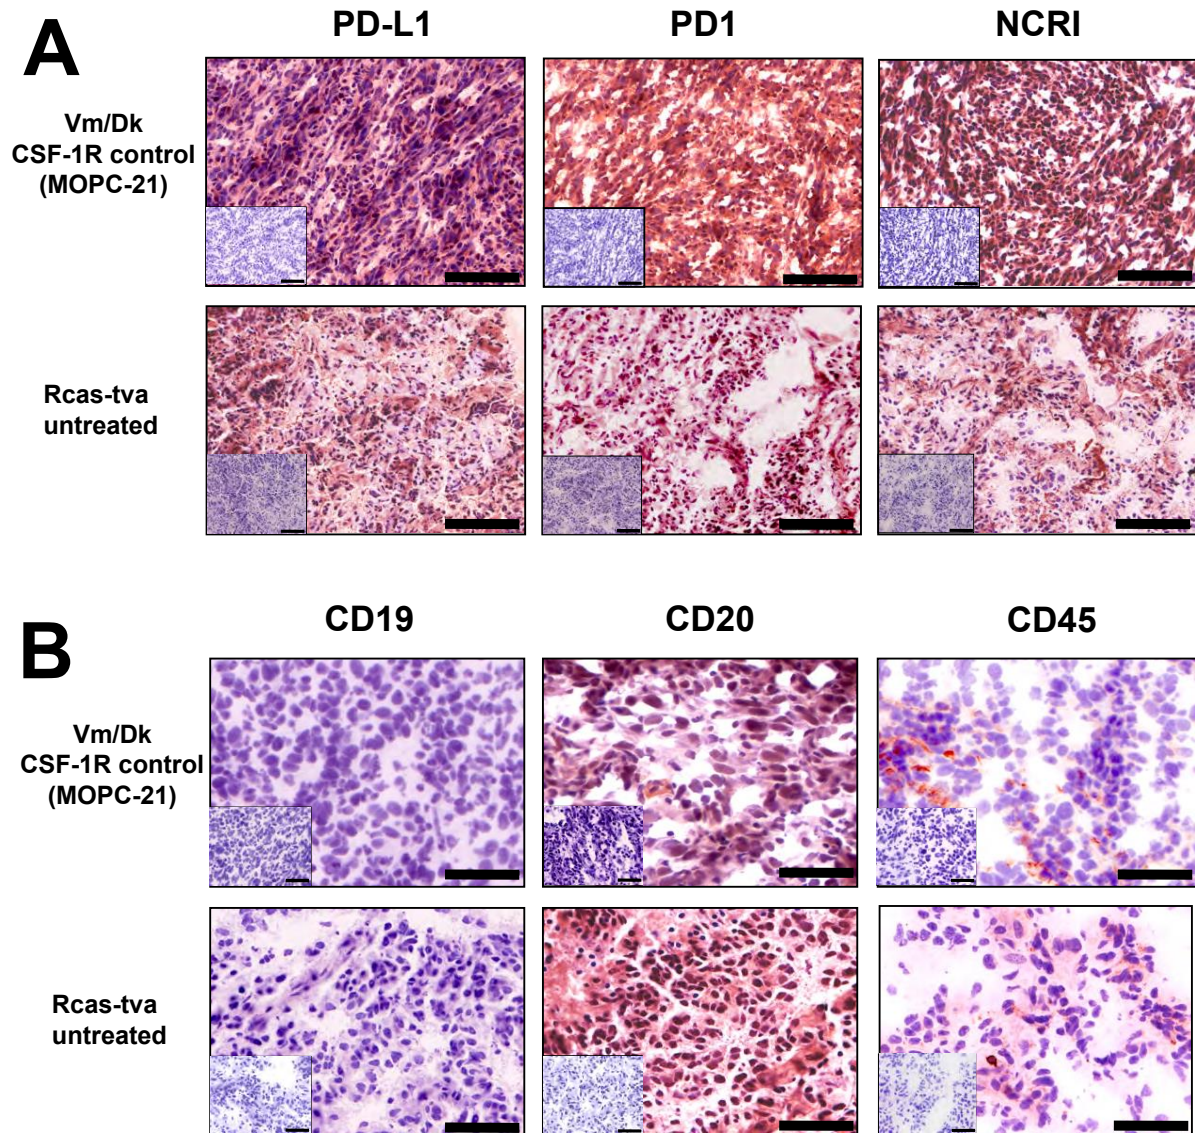 A
PD-L1
PD1
NCRI
Vm/Dk
CSF-1R control
(MOPC-21)
Rcas-tva
untreated
B
CD19
CD20
CD45
Vm/Dk
CSF-1R control
(MOPC-21)
Rcas-tva
untreated